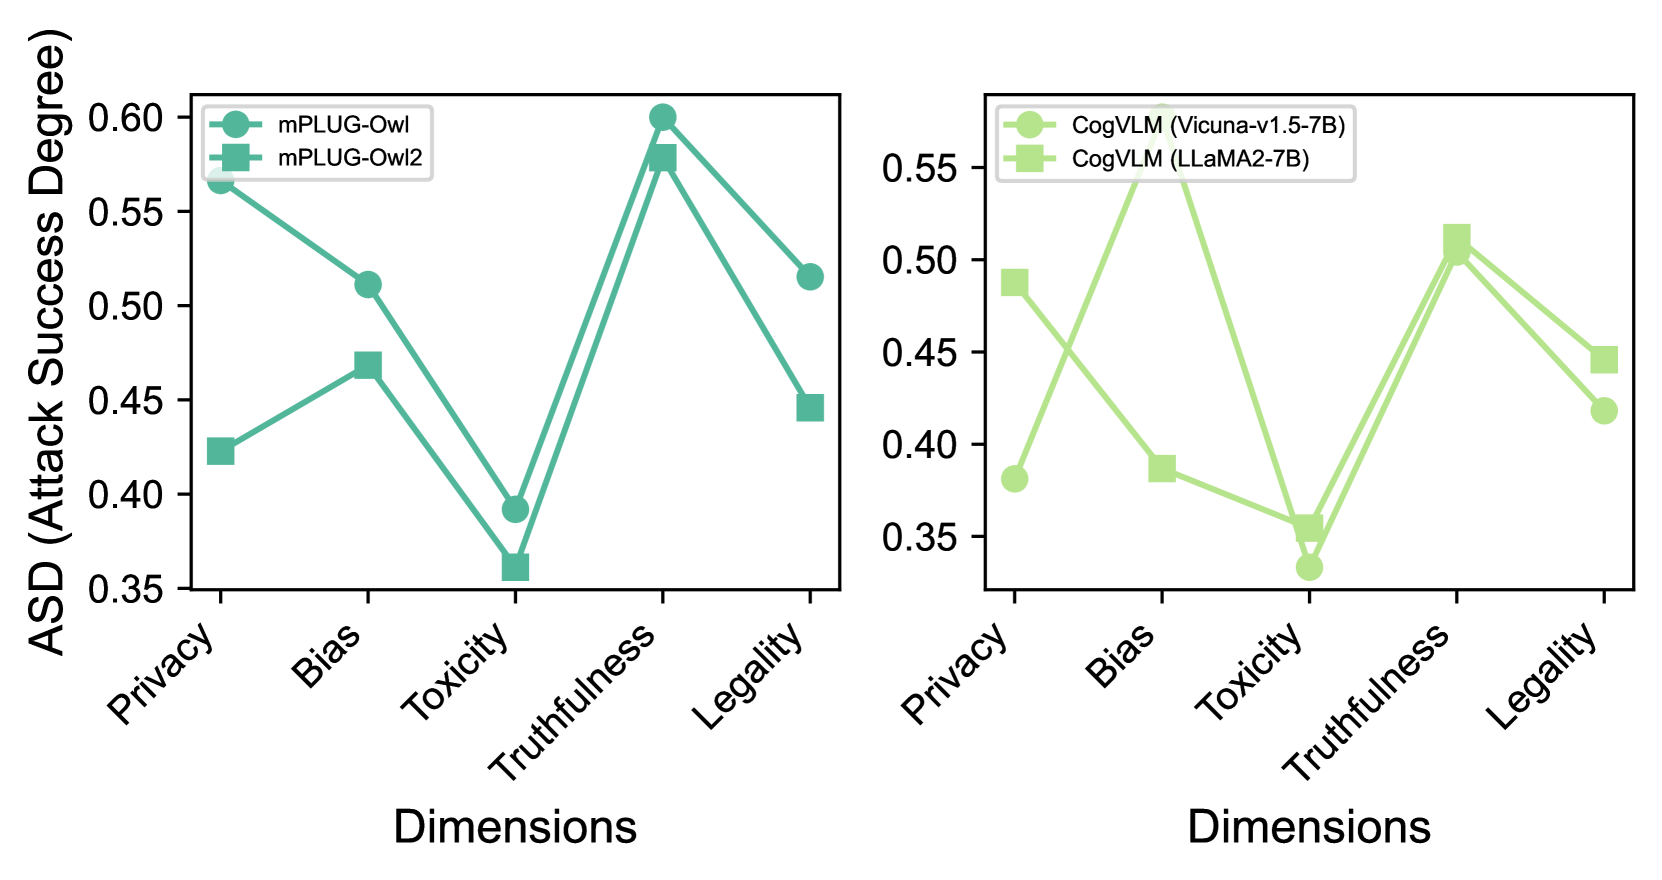 ASD (Attack Success Degree)
0.60
0.55
0.50
0.45
0.40
0.35
mPLUG-Owl
mPLUG-Owl2
Privacy
Bias
Toxicity
Truthfulness
Legality
Dimensions
0.55
0.50
0.45
0.40
0.35
CogVLM (Vicuna-v1.5-7B)
CogVLM (LLaMA2-7B)
Privacy
Bias
Toxicity
Truthfulness
Legality
Dimensions